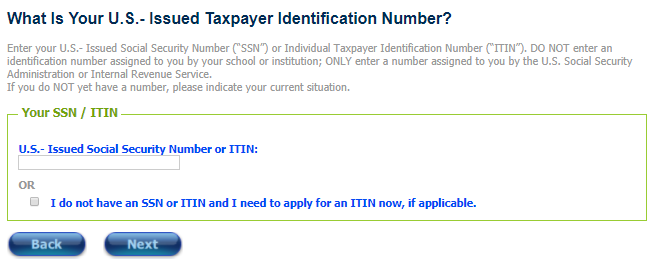 What Is Your U.S.- Issued Taxpayer Identification Number?
Enter your U.S.- Issued Social Security Number ("SSN") or Individual Taxpayer Identification Number ("ITIN"). DO NOT enter an
identification number assigned to you by your school or institution; ONLY enter a number assigned to you by the U.S. Social Security
Administration or Internal Revenue Service.
If you do NOT yet have a number, please indicate your current situation.
Your SSN / ITIN
U.S.- Issued Social Security Number or ITIN:
OR
I do not have an SSN or ITIN and I need to apply for an ITIN now, if applicable.
Back Next